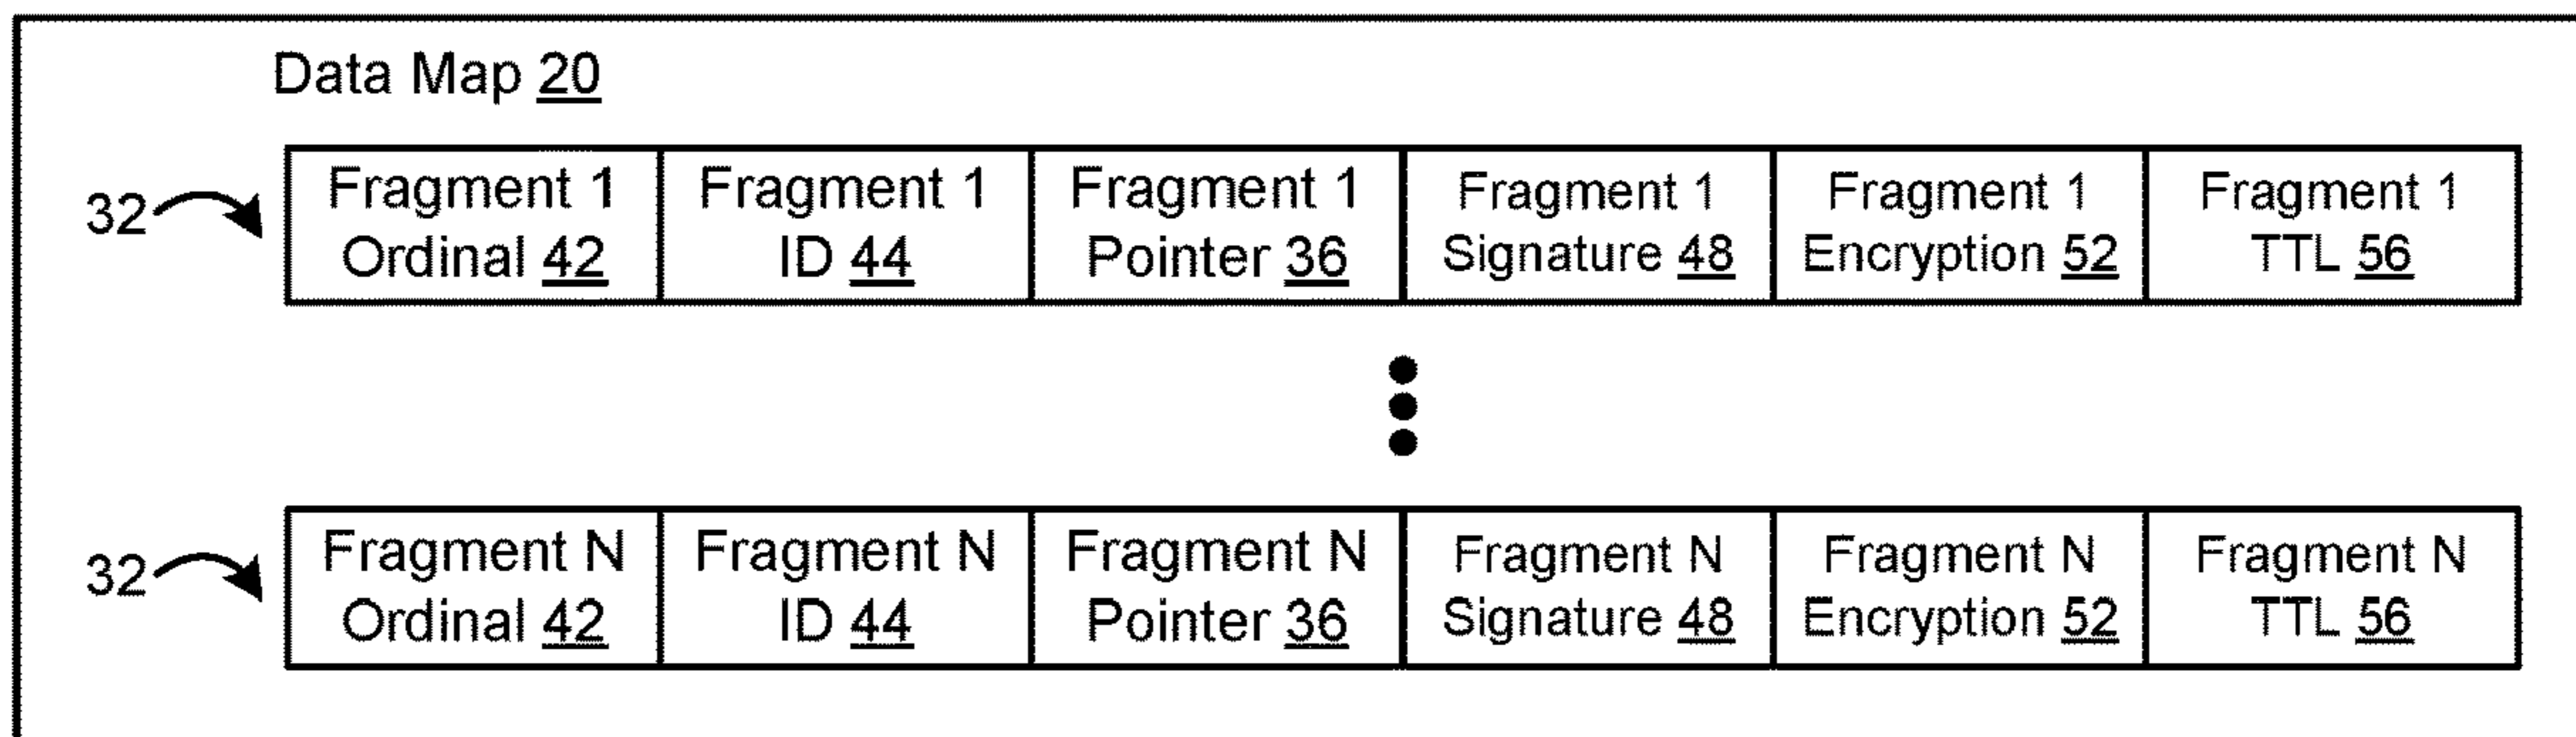 Data Map 20
32
Fragment 1 Fragment 1 Fragment 1 Fragment 1 Fragment 1 Fragment 1
Ordinal 42 ID 44 Pointer 36 Signature 48 Encryption 52 TTL 56
32
Fragment N Fragment N Fragment N Fragment N Fragment N Fragment N
Ordinal 42 ID 44 Pointer 36 Signature 48 Encryption 52 TTL 56